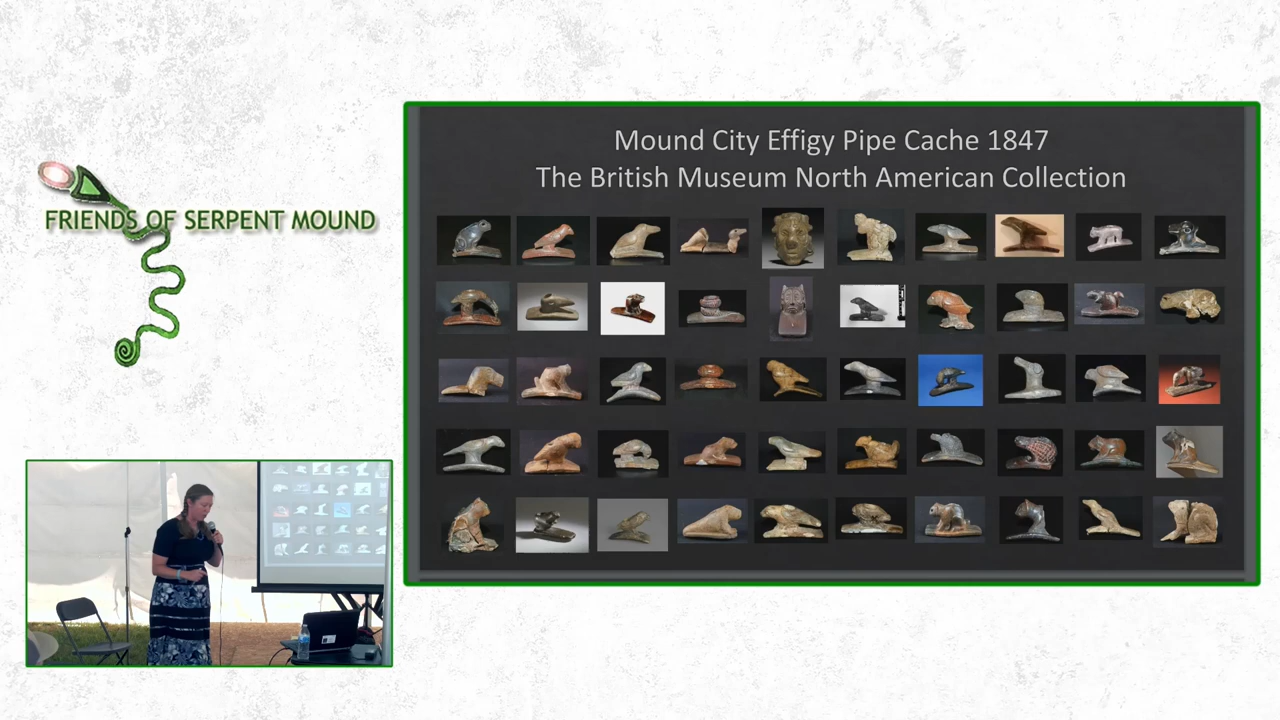 FRIENDS OF SERPENT MOUND
Mound City Effigy Pipe Cache 1847
The British Museum North American Collection